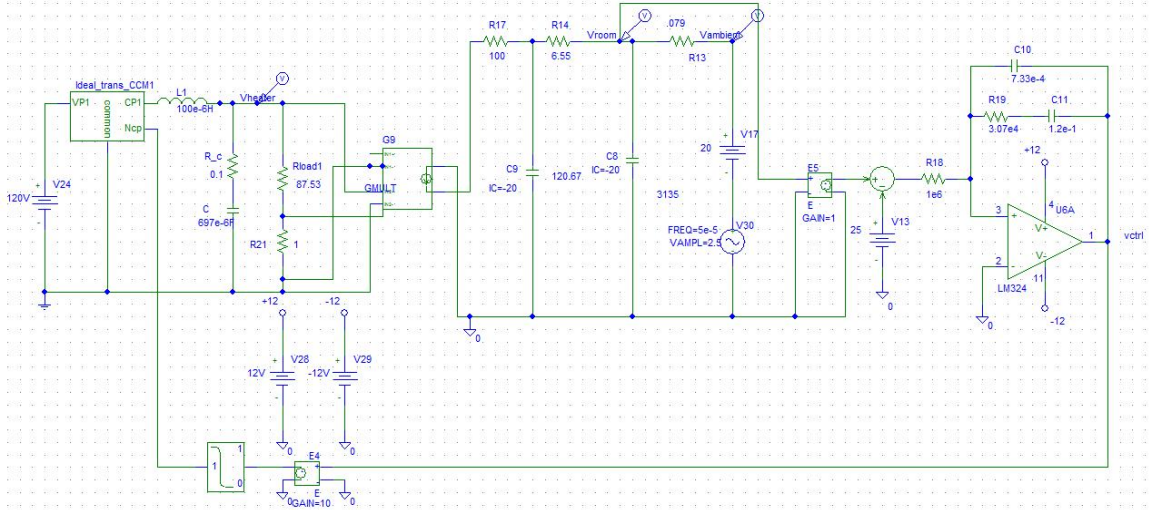 R17
100
R14
6.55
Vroom
.079
R13
Vambient
V
V
C10
7.33e-4
R19
3.07e4
C11
1.2e-1
Ideal_trans_CCM1
VP1
CP1
common
Ncp
L1
100e-6H
V
Vheater
R_c
0.1
C
697e-6F
Rload1
87.53
R21
1
G9
GMULT
V24
120V
+
-
C9
IC=-20
120.67
C8
IC=-20
3135
V17
20
+
-
FREQ=5e-5
VAMPL=2.5
V30
E5
+
-
E
GAIN=1
+
-
R18
1e6
V13
25
+
-
0
+12
4
U6A
3
+
V+
1
vctrl
2
-
V-
11
LM324
-12
0
0
+12
-12
V28
12V
+
-
0
V29
-12V
+
-
0
1
1
0
E4
+
-
0
0
E
GAIN=10